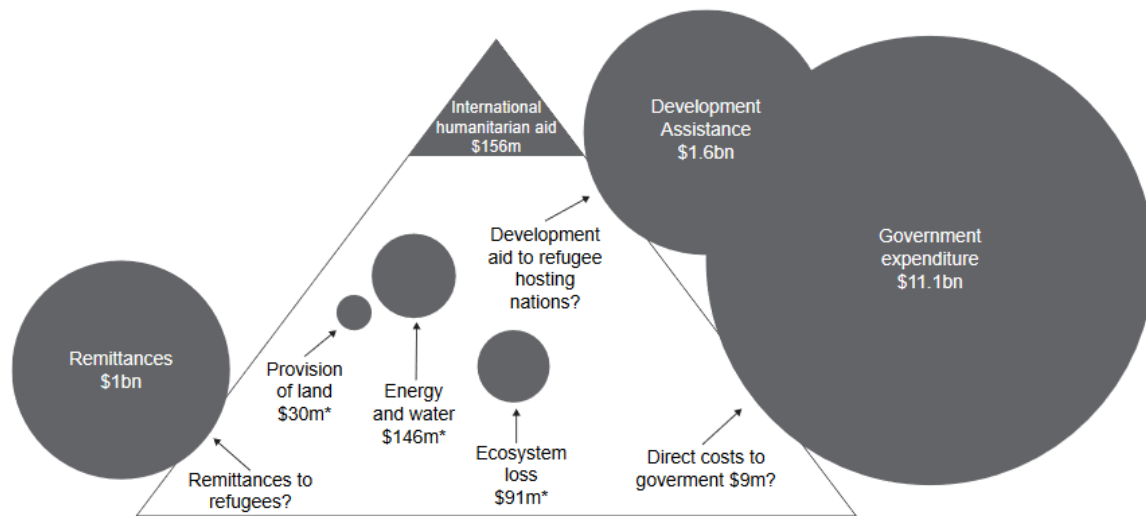 International
humanitarian aid
$156m
Development
Assistance
$1.6bn
Government
expenditure
$11.1bn
Development
aid to refugee
hosting
nations?
Remittances
$1bn
Provision
of land
$30m*
Energy
and water
$146m*
Ecosystem
loss
$91m*
Remittances to
refugees?
Direct costs to
goverment $9m?